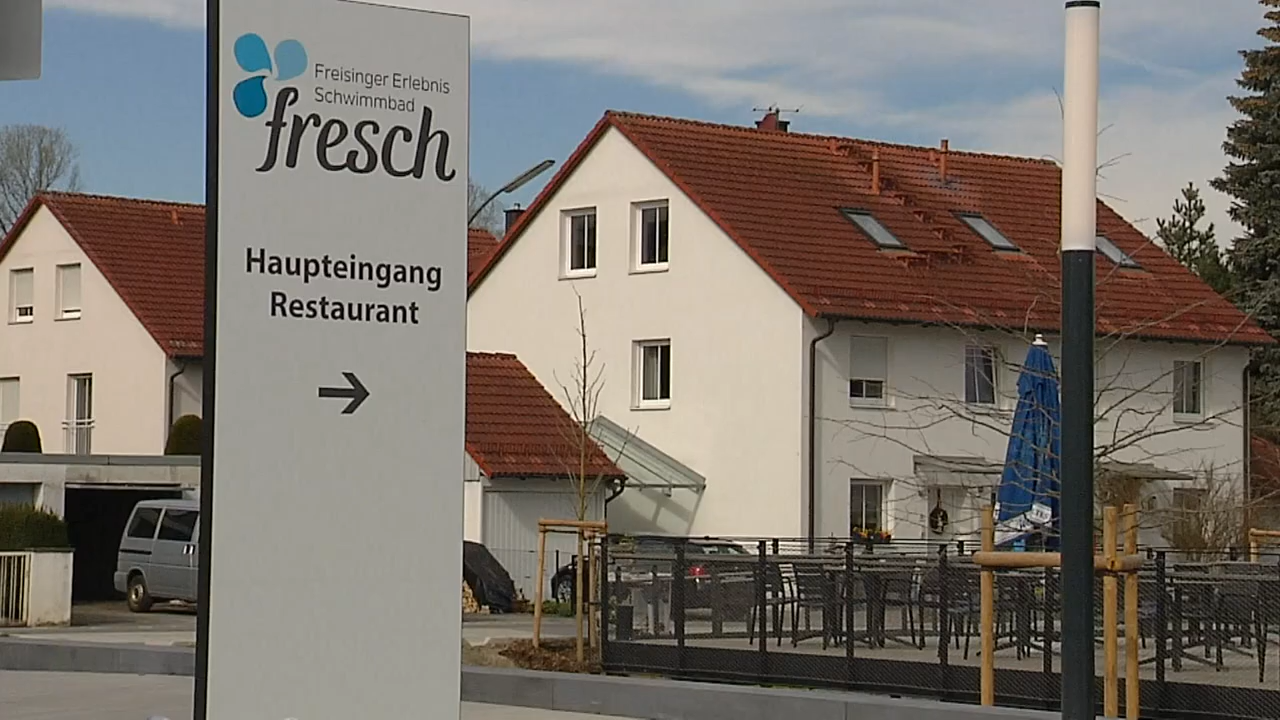 Freisinger Erlebnis
Schwimmbad
fresch
Haupteingang
Restaurant